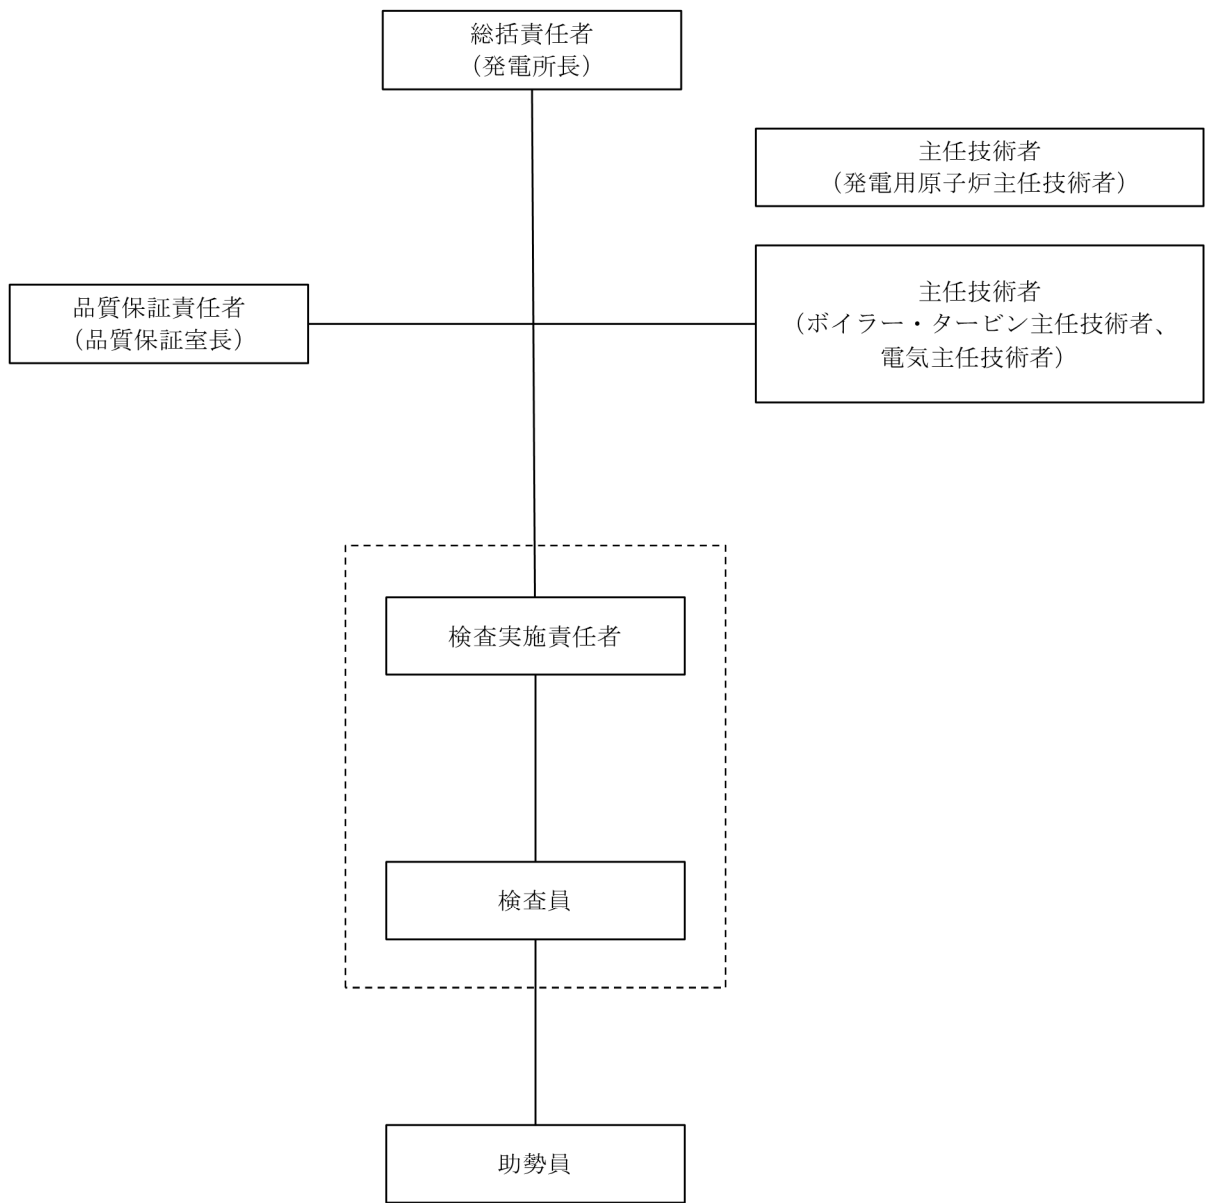 総括責任者
（発電所長）
主任技術者
（発電用原子炉主任技術者）
品質保証責任者
（品質保証室長）
主任技術者
（ボイラー・タービン主任技術者、
電気主任技術者）
検査実施責任者
検査員
助勢員